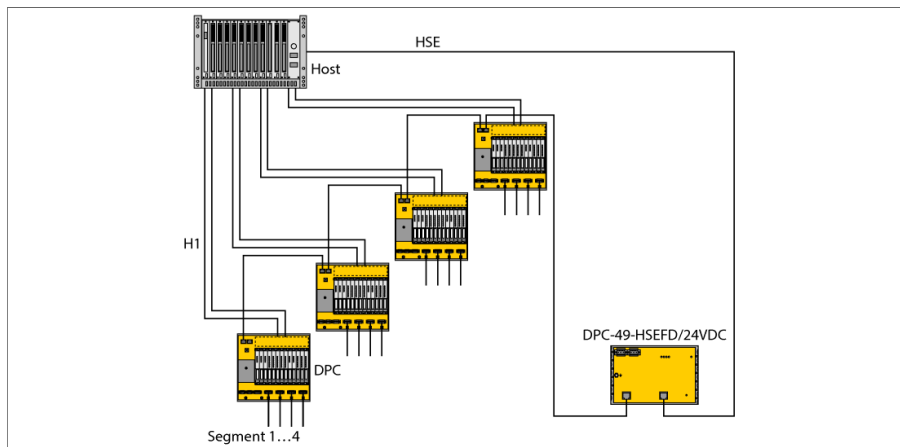 HSE
Host
H1
DPC-49-HSEFD/24VDC
DPC
Segment 1...4